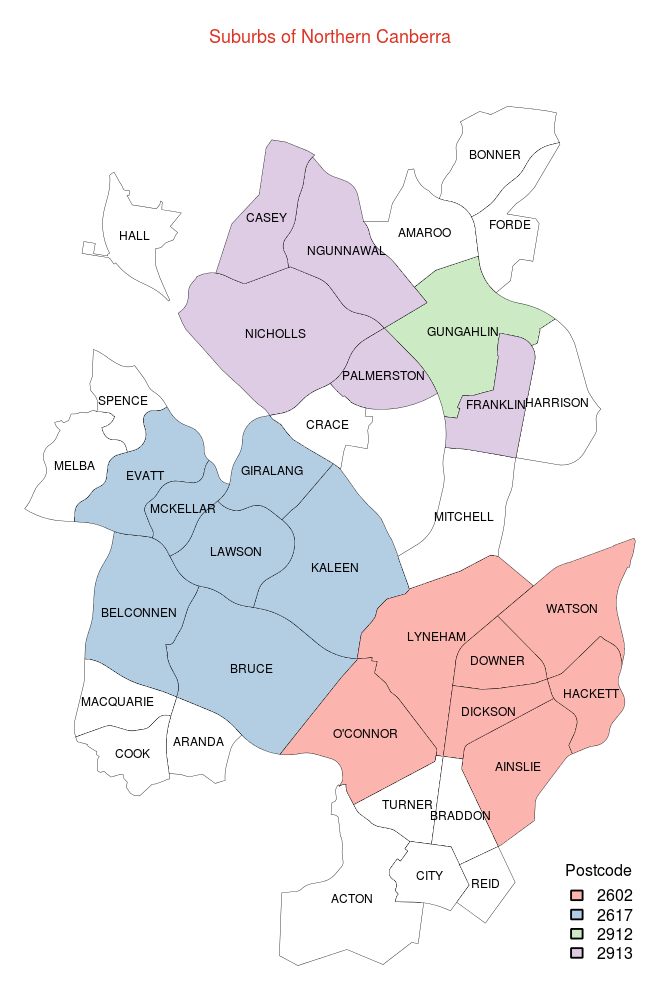 Suburbs of Northern Canberra
BONNER
CASEY
FORDE
HALL
AMAROO
NGUNNAWAL
NICHOLLS
GUNGAHLIN
PALMERSTON
SPENCE
FRANKLIN
HARRISON
CRACE
MELBA
EVATT
GIRALANG
MCKELLAR
MITCHELL
LAWSON
KALEEN
BELCONNEN
WATSON
LYNEHAM
DOWNER
BRUCE
HACKETT
MACQUARIE
DICKSON
O'CONNOR
ARANDA
COOK
AINSLIE
TURNER
BRADDON
CITY
REID
ACTON
Postcode
2602
2617
2912
2913